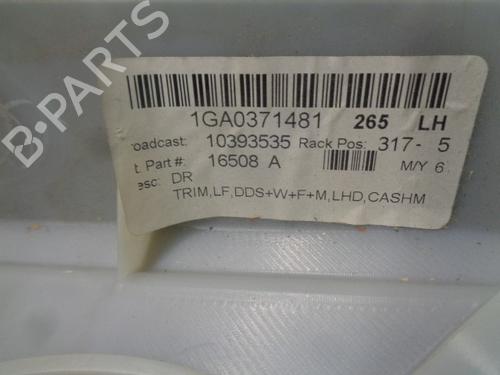 B-PARTS
1GA0371481 265 LH
roadcast: 10393535 Rack Pos: 317- 5
t. Part #: 16508 A M/Y 6
esc: DR
TRIM,LF,DDS+W+F+M,LHD,CASHM